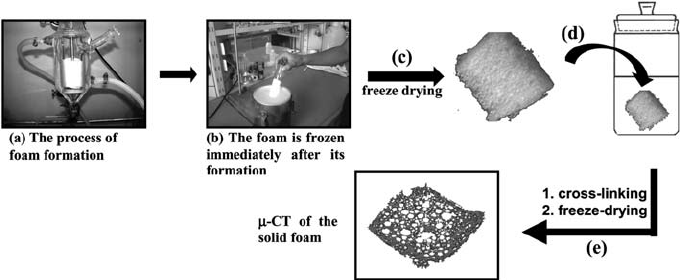 (c)
freeze drying
(d)
(a) The process of
foam formation
(b) The foam is frozen
immediately after its
formation
1. cross-linking
2. freeze-drying
(e)
μ-CT of the
solid foam